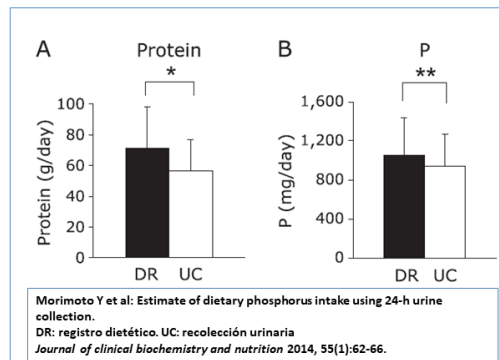 A Protein
*
Protein (g/day)
100
80
60
40
20
0
DR UC
B P
**
P (mg/day)
1,600
1,200
800
400
0
DR UC
Morimoto Y et al: Estimate of dietary phosphorus intake using 24-h urine
collection.
DR: registro dietético. UC: recolección urinaria
Journal of clinical biochemistry and nutrition 2014, 55(1):62-66.